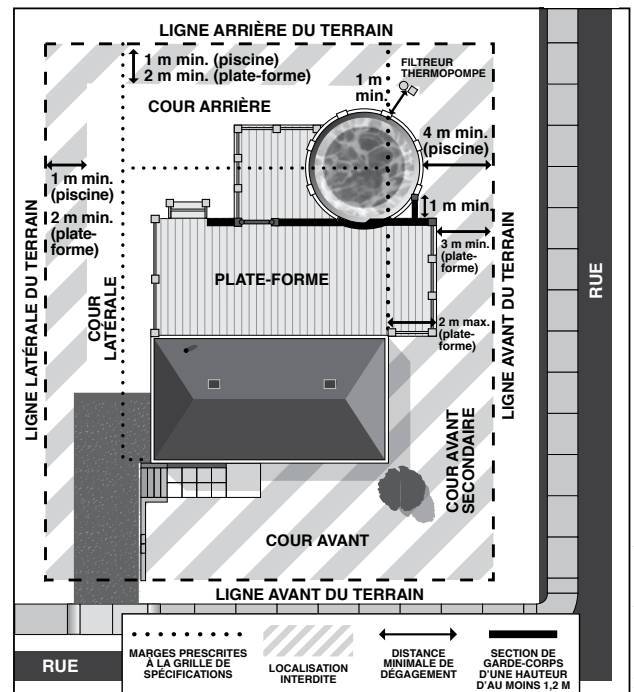 LIGNE ARRIÈRE DU TERRAIN
1 m min. (piscine)
2 m min. (plate-forme)
FILTREUR
THERMOPOMPE
1 m
min.
COUR ARRIÈRE
4 m min.
(piscine)
1 m min.
(piscine)
2 m min.
(plate-
forme)
1 m min.
3 m min.
(plate-
forme)
LIGNE LATÉRALE DU TERRAIN
COUR
LATÉRALE
PLATE-FORME
2 m max.
(plate-
forme)
LIGNE AVANT DU TERRAIN
RUE
COUR AVANT
SECONDAIRE
COUR AVANT
LIGNE AVANT DU TERRAIN
RUE
MARGES PRESCRITES
À LA GRILLE DE
SPÉCIFICATIONS
LOCALISATION
INTERDITE
DISTANCE
MINIMALE DE
DÉGAGEMENT
SECTION DE
GARDE-CORPS
D'UNE HAUTEUR
D'AU MOINS 1,2 M